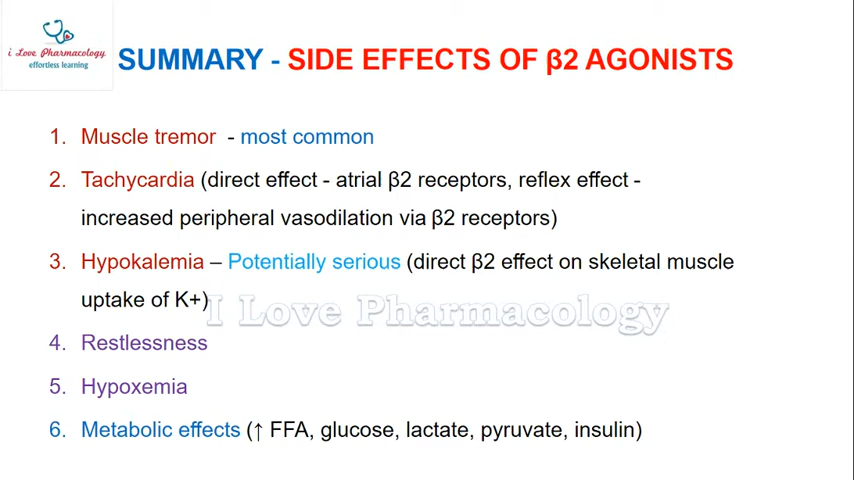 i Love Pharmacology
effortless learning
SUMMARY - SIDE EFFECTS OF β2 AGONISTS
1. Muscle tremor - most common
2. Tachycardia (direct effect - atrial β2 receptors, reflex effect -
increased peripheral vasodilation via β2 receptors)
3. Hypokalemia – Potentially serious (direct β2 effect on skeletal muscle
uptake of K+)
I Love Pharmacology
4. Restlessness
5. Hypoxemia
6. Metabolic effects (↑ FFA, glucose, lactate, pyruvate, insulin)